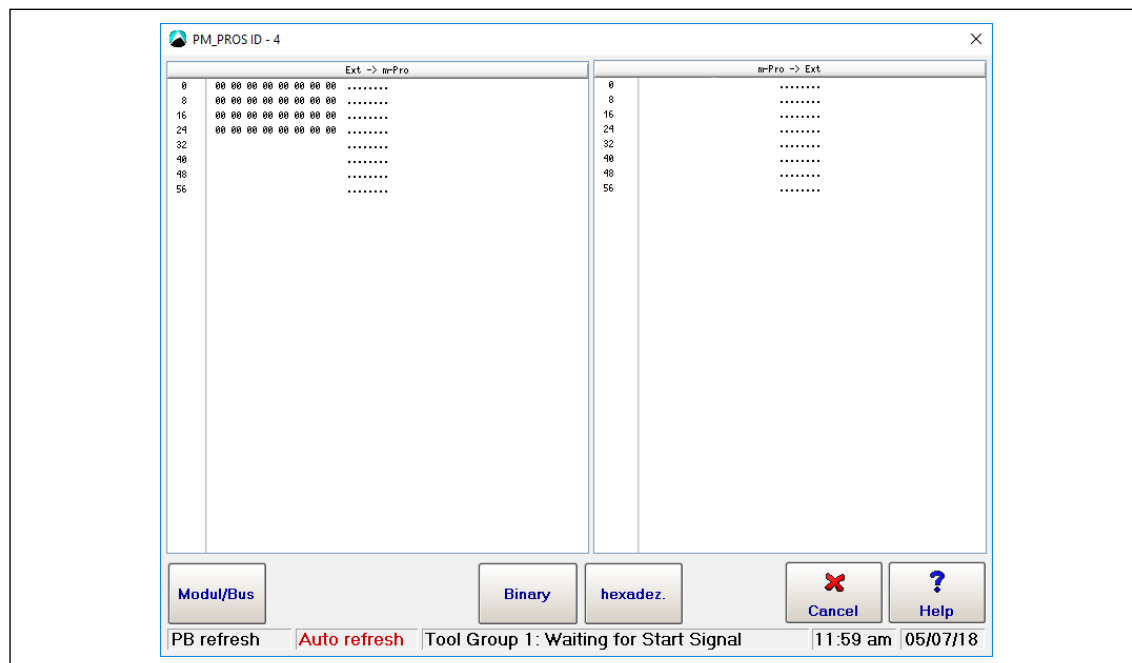 PM_PROS ID - 4
Ext -> m-Pro
0 00 00 00 00 00 00 00 00 ........
8 00 00 00 00 00 00 00 00 ........
16 00 00 00 00 00 00 00 00 ........
24 00 00 00 00 00 00 00 00 ........
32 ........
40 ........
48 ........
56 ........
m-Pro -> Ext
0 ........
8 ........
16 ........
24 ........
32 ........
40 ........
48 ........
56 ........
Modul/Bus
Binary
hexadez.
Cancel
Help
PB refresh Auto refresh Tool Group 1: Waiting for Start Signal 11:59 am 05/07/18